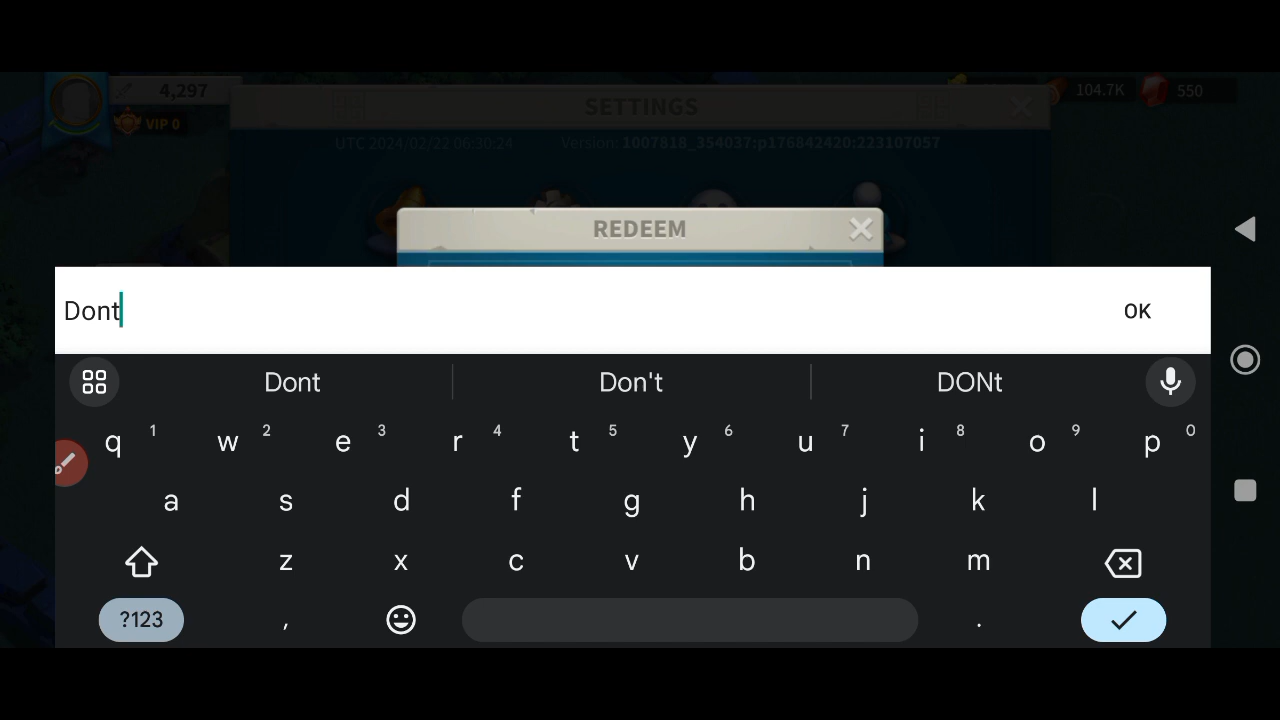 4,297
104.7K
550
SETTINGS
VIP 0
UTC 2024/02/22 06:30:24 Version: 1007818_354037:p176842420:223107057
REDEEM
Dont
OK
Dont Don't DONt
q 1 w 2 e 3 r 4 t 5 y 6 u 7 i 8 o 9 p 0
a s d f g h j k l
z x c v b n m
?123 , .